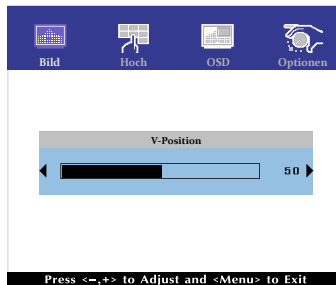 Bild Hoch OSD Optionen
V-Position
50
Press <−,+> to Adjust and <Menu> to Exit